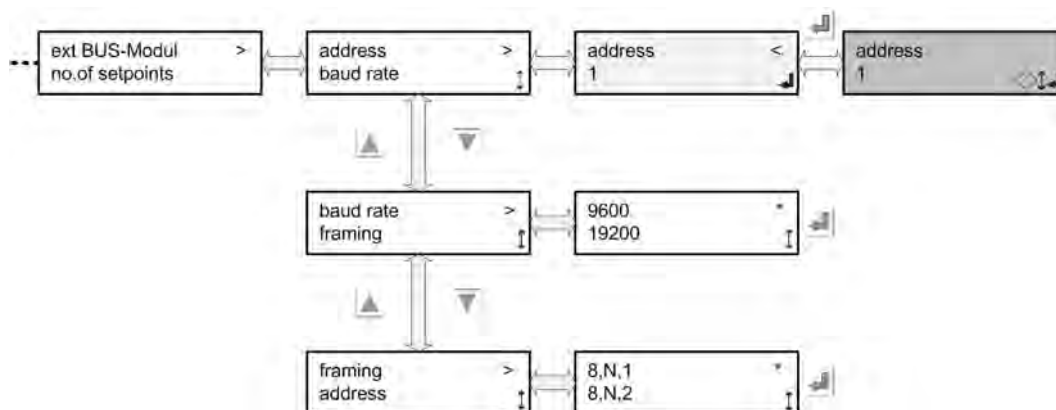 ext BUS-Modul >
no.of setpoints
address >
baud rate
address <
1
address
1
baud rate >
framing
9600 *
19200
framing >
address
8,N,1 *
8,N,2